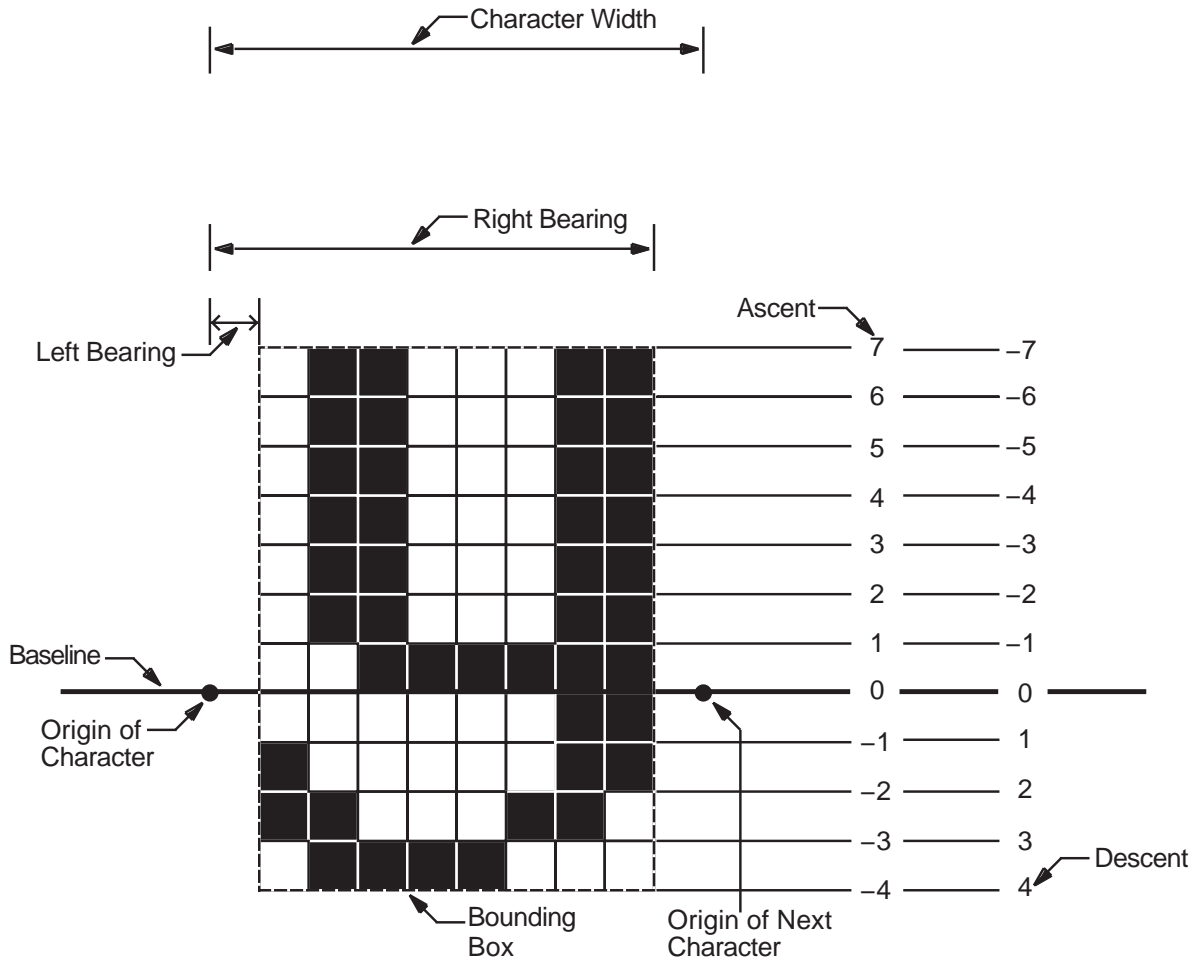 Character Width
Right Bearing
Ascent
Left Bearing
7 –7
6 –6
5 –5
4 –4
3 –3
2 –2
1 –1
Baseline
0 0
Origin of
Character
–1 1
–2 2
–3 3
–4 4
Descent
Bounding
Box
Origin of Next
Character